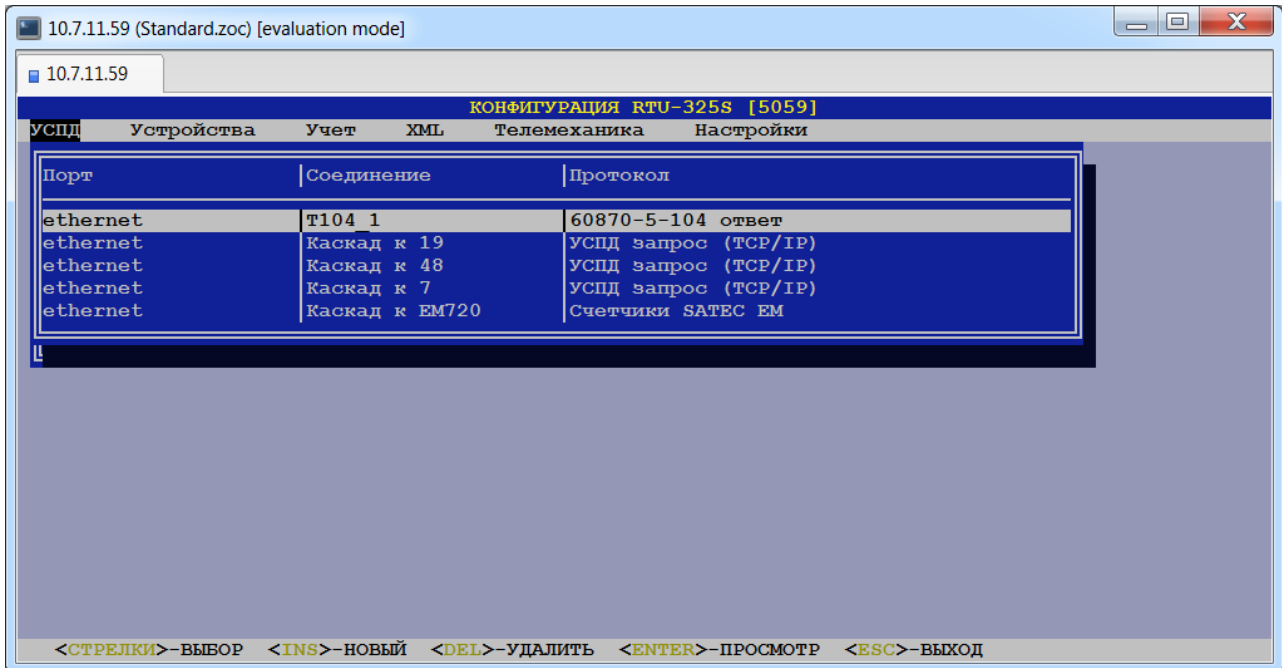 10.7.11.59 (Standard.zoc) [evaluation mode]
10.7.11.59
КОНФИГУРАЦИЯ RTU-325S [5059]
УСПД Устройства Учет XML Телемеханика Настройки
Порт Соединение Протокол
ethernet T104_1 60870-5-104 ответ
ethernet Каскад к 19 УСПД запрос (TCP/IP)
ethernet Каскад к 48 УСПД запрос (TCP/IP)
ethernet Каскад к 7 УСПД запрос (TCP/IP)
ethernet Каскад к EM720 Счетчики SATEC EM
<СТРЕЛКИ>-ВЫБОР <INS>-НОВЫЙ <DEL>-УДАЛИТЬ <ENTER>-ПРОСМОТР <ESC>-ВЫХОД